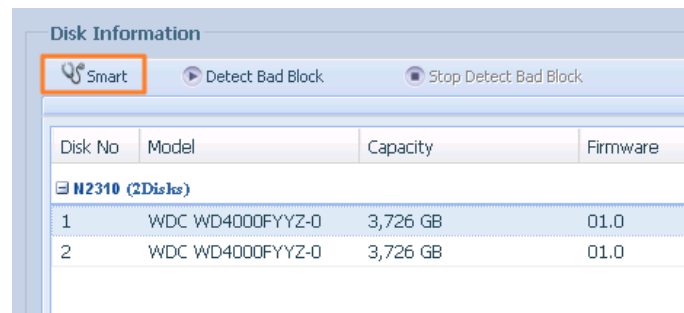 Disk Information
Smart Detect Bad Block Stop Detect Bad Block
Disk No Model Capacity Firmware
N2310 (2Disks)
1 WDC WD4000FYYZ-0 3,726 GB 01.0
2 WDC WD4000FYYZ-0 3,726 GB 01.0